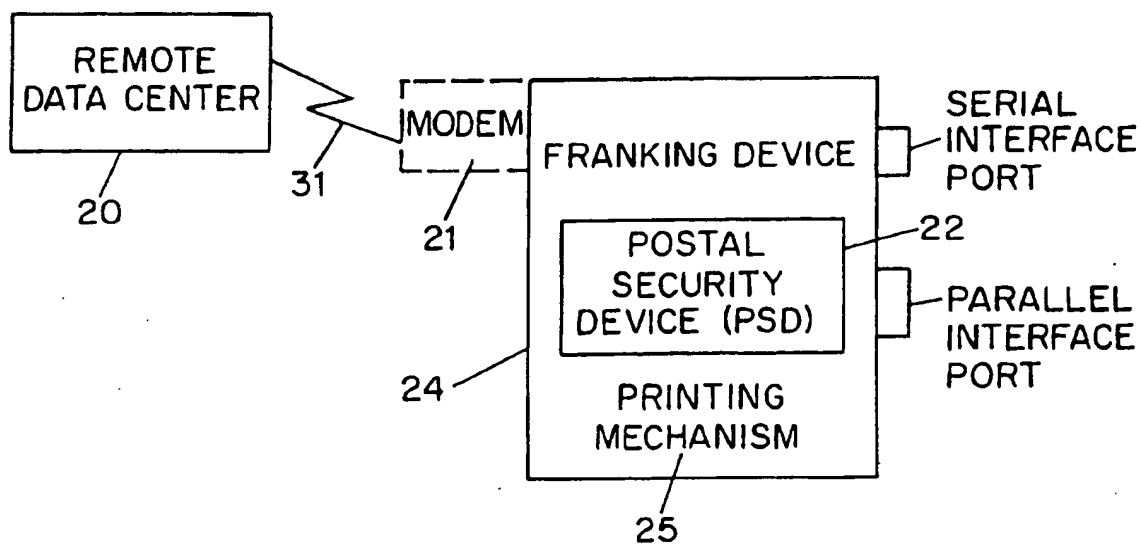 REMOTE
DATA CENTER
20
31
MODEM
21
FRANKING DEVICE
SERIAL
INTERFACE
PORT
POSTAL
SECURITY
DEVICE (PSD)
22
PARALLEL
INTERFACE
PORT
24
PRINTING
MECHANISM
25